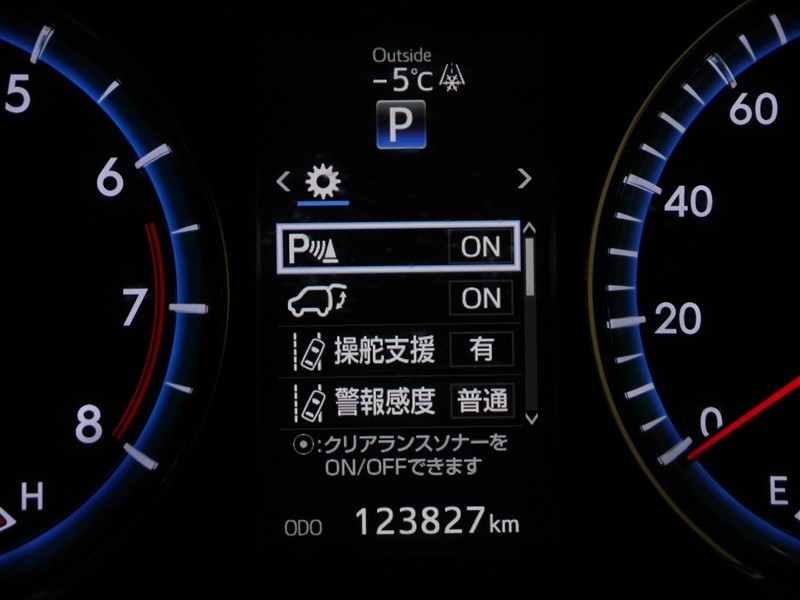 Outside
-5°C
P
< >
P ON
ON
操舵支援 有
警報感度 普通
⦿:クリアランスソナーを
ON/OFFできます
ODO 123827km
5
6
7
8
H
60
40
20
0
E